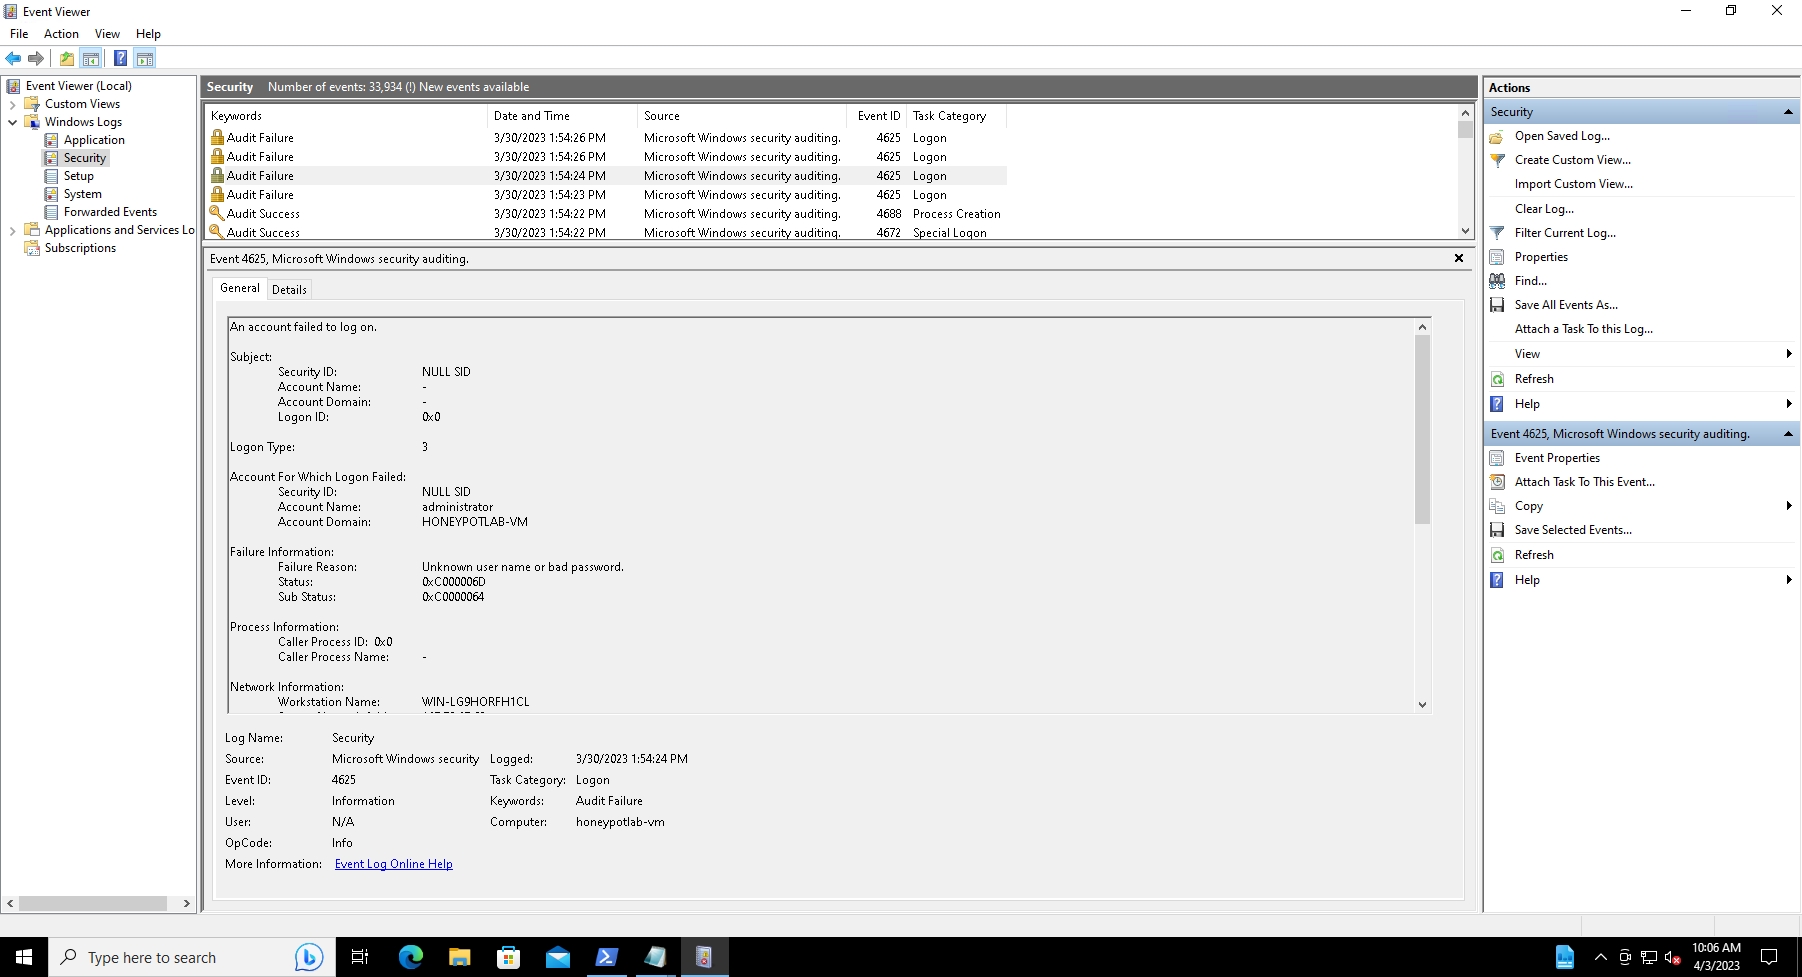 Event Viewer
File Action View Help
Event Viewer (Local)
Custom Views
Windows Logs
Application
Security
Setup
System
Forwarded Events
Applications and Services Lo
Subscriptions
Security Number of events: 33,934 (!) New events available
Keywords Date and Time Source Event ID Task Category
Audit Failure 3/30/2023 1:54:26 PM Microsoft Windows security auditing. 4625 Logon
Audit Failure 3/30/2023 1:54:26 PM Microsoft Windows security auditing. 4625 Logon
Audit Failure 3/30/2023 1:54:24 PM Microsoft Windows security auditing. 4625 Logon
Audit Failure 3/30/2023 1:54:23 PM Microsoft Windows security auditing. 4625 Logon
Audit Success 3/30/2023 1:54:22 PM Microsoft Windows security auditing. 4688 Process Creation
Audit Success 3/30/2023 1:54:22 PM Microsoft Windows security auditing. 4672 Special Logon
Event 4625, Microsoft Windows security auditing.
General Details
An account failed to log on.
Subject:
Security ID: NULL SID
Account Name: -
Account Domain: -
Logon ID: 0x0
Logon Type: 3
Account For Which Logon Failed:
Security ID: NULL SID
Account Name: administrator
Account Domain: HONEYPOTLAB-VM
Failure Information:
Failure Reason: Unknown user name or bad password.
Status: 0xC000006D
Sub Status: 0xC0000064
Process Information:
Caller Process ID: 0x0
Caller Process Name: -
Network Information:
Workstation Name: WIN-LG9HORFH1CL
Log Name: Security
Source: Microsoft Windows security Logged: 3/30/2023 1:54:24 PM
Event ID: 4625 Task Category: Logon
Level: Information Keywords: Audit Failure
User: N/A Computer: honeypotlab-vm
OpCode: Info
More Information: Event Log Online Help
Actions
Security
Open Saved Log...
Create Custom View...
Import Custom View...
Clear Log...
Filter Current Log...
Properties
Find...
Save All Events As...
Attach a Task To this Log...
View
Refresh
Help
Event 4625, Microsoft Windows security auditing.
Event Properties
Attach Task To This Event...
Copy
Save Selected Events...
Refresh
Help
Type here to search
10:06 AM
4/3/2023